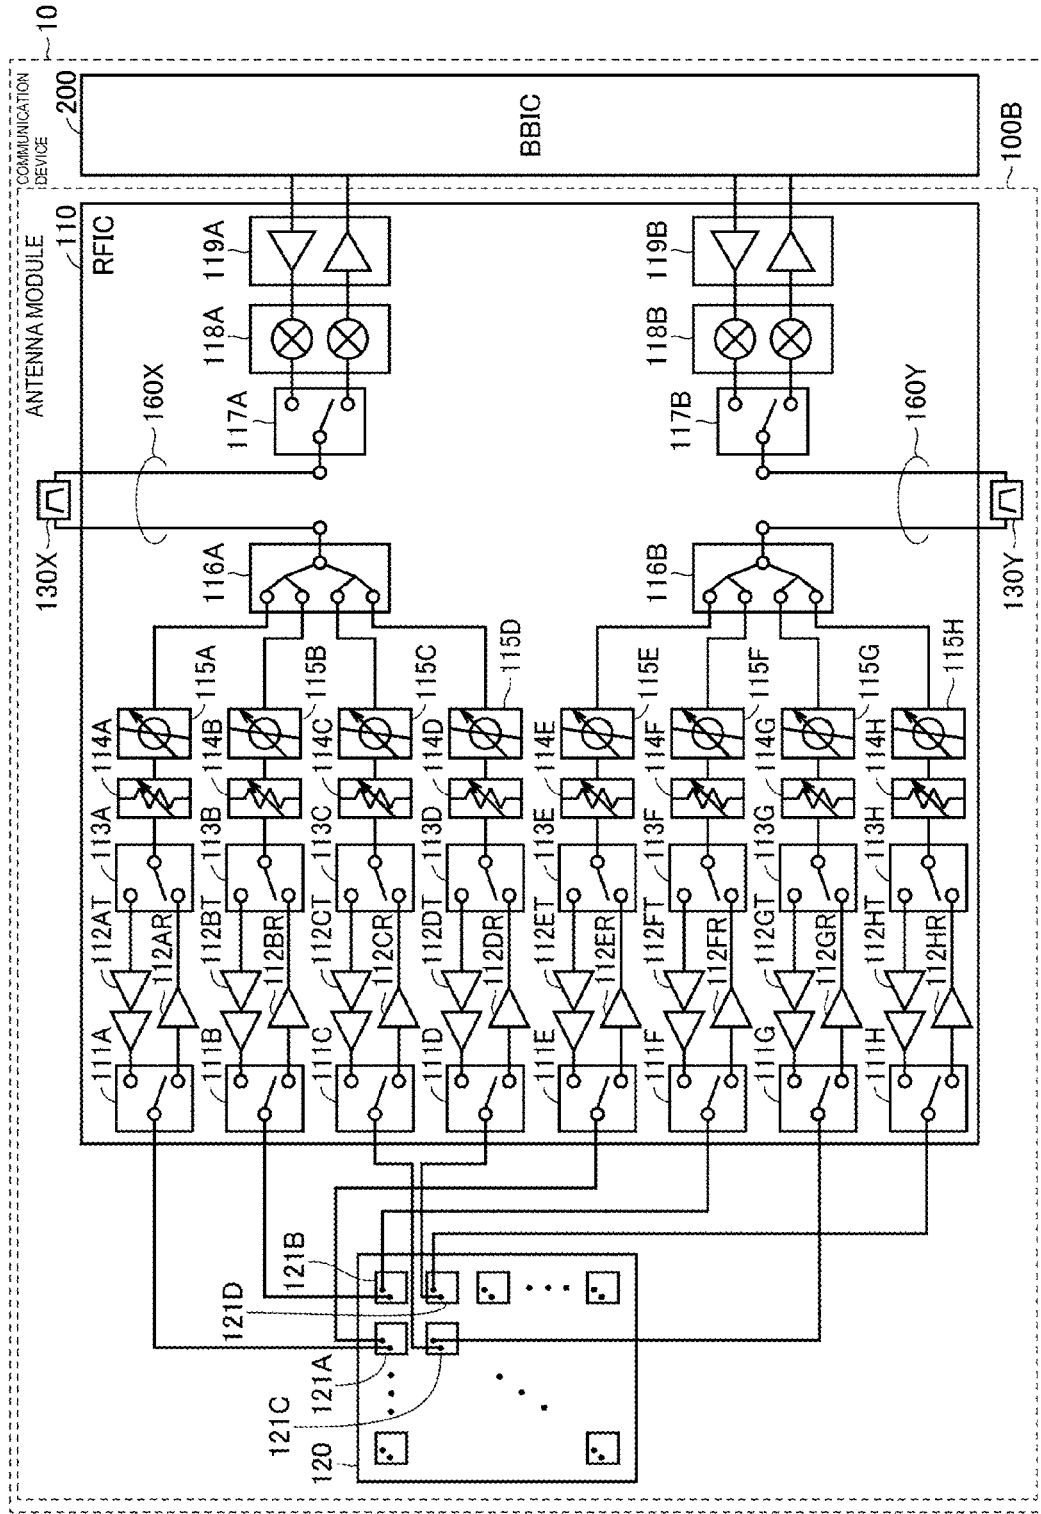 10
COMMUNICATION
DEVICE
200
BBIC
100B
ANTENNA MODULE
110
RFIC
119A
119B
118A
118B
117A
117B
160X
160Y
130X
130Y
116A
116B
115A
115B
115C
115D
115E
115F
115G
115H
114A
114B
114C
114D
114E
114F
114G
114H
113A
113B
113C
113D
113E
113F
113G
113H
112AT
112BT
112CT
112DT
112ET
112FT
112GT
112HT
112AR
112BR
112CR
112DR
112ER
112FR
112GR
112HR
111A
111B
111C
111D
111E
111F
111G
111H
121B
121D
121A
121C
120